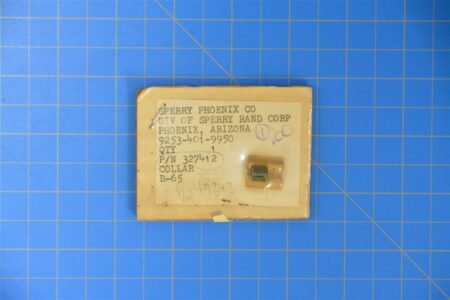 SPERRY PHOENIX CO
DIV OF SPERRY RAND CORP
PHOENIX, ARIZONA
9253-401-9950
QTY 1
P/N 327412
COLLAR
B-65